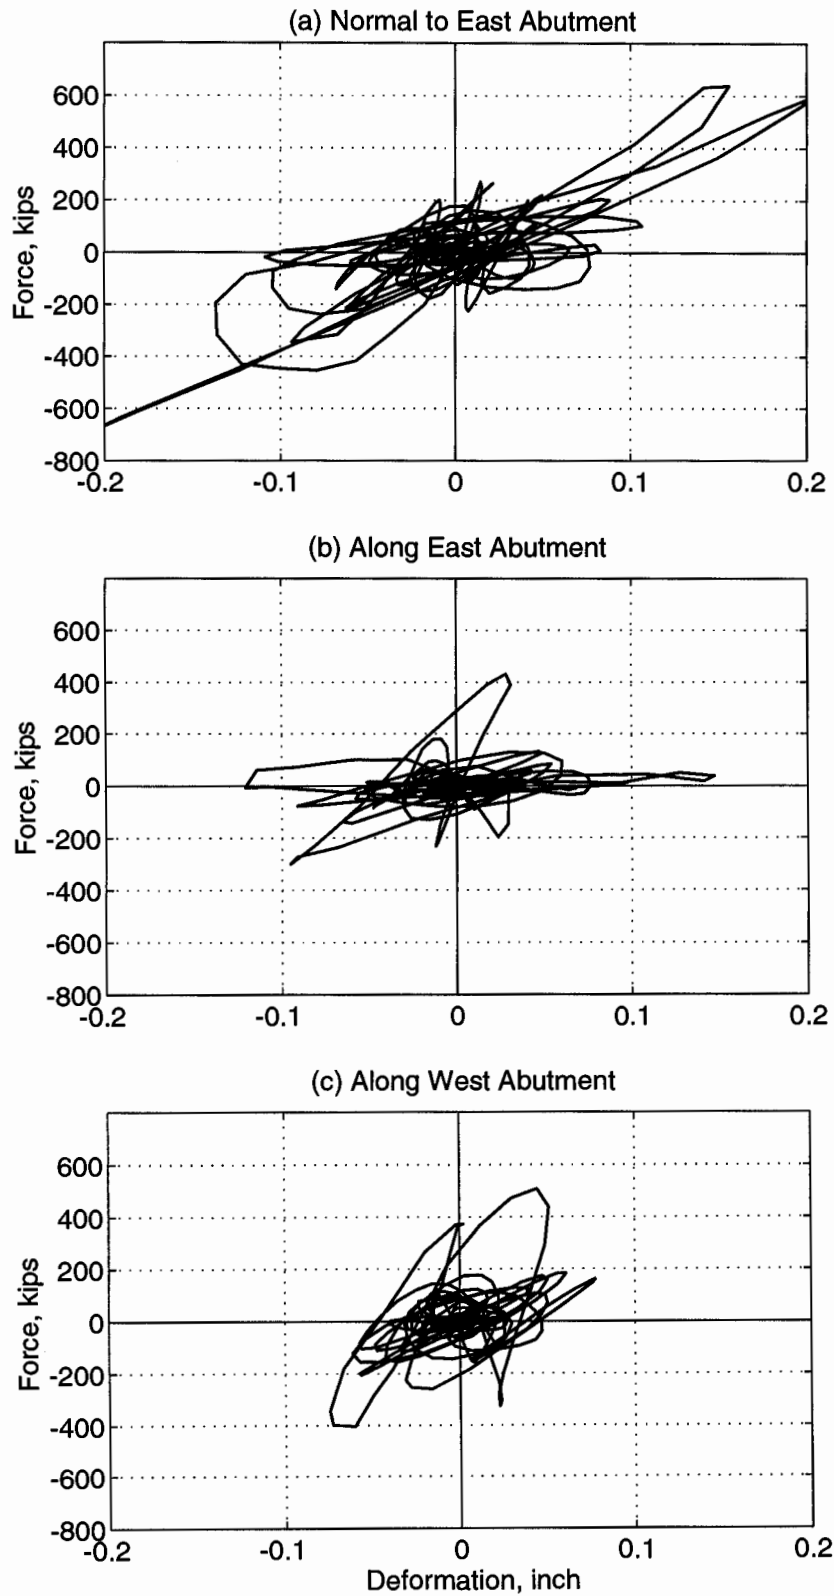 (a) Normal to East Abutment
600
400
200
0
-200
-400
-600
-800
Force, kips
-0.2 -0.1 0 0.1 0.2
(b) Along East Abutment
600
400
200
0
-200
-400
-600
-800
Force, kips
-0.2 -0.1 0 0.1 0.2
(c) Along West Abutment
600
400
200
0
-200
-400
-600
-800
Force, kips
-0.2 -0.1 0 0.1 0.2
Deformation, inch